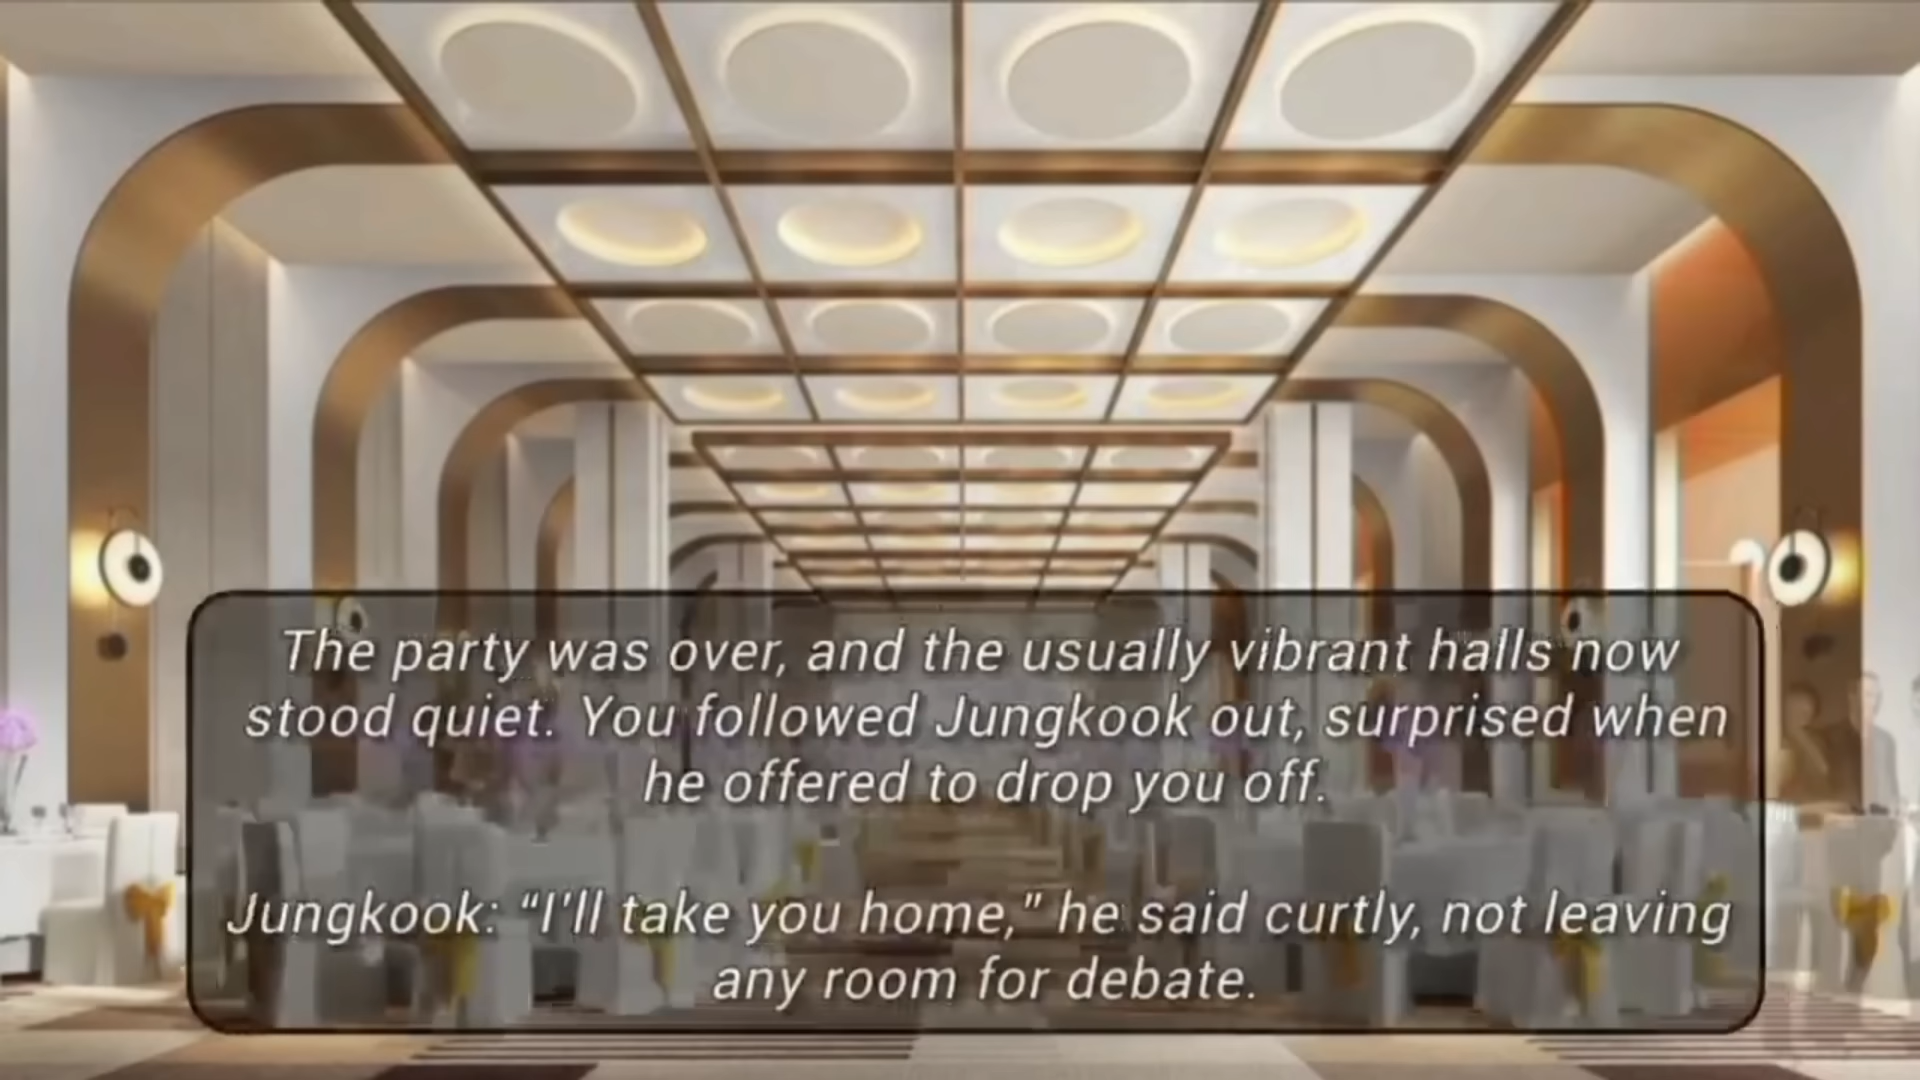 The party was over, and the usually vibrant halls now
stood quiet. You followed Jungkook out, surprised when
he offered to drop you off.
Jungkook: “I'll take you home,” he said curtly, not leaving
any room for debate.